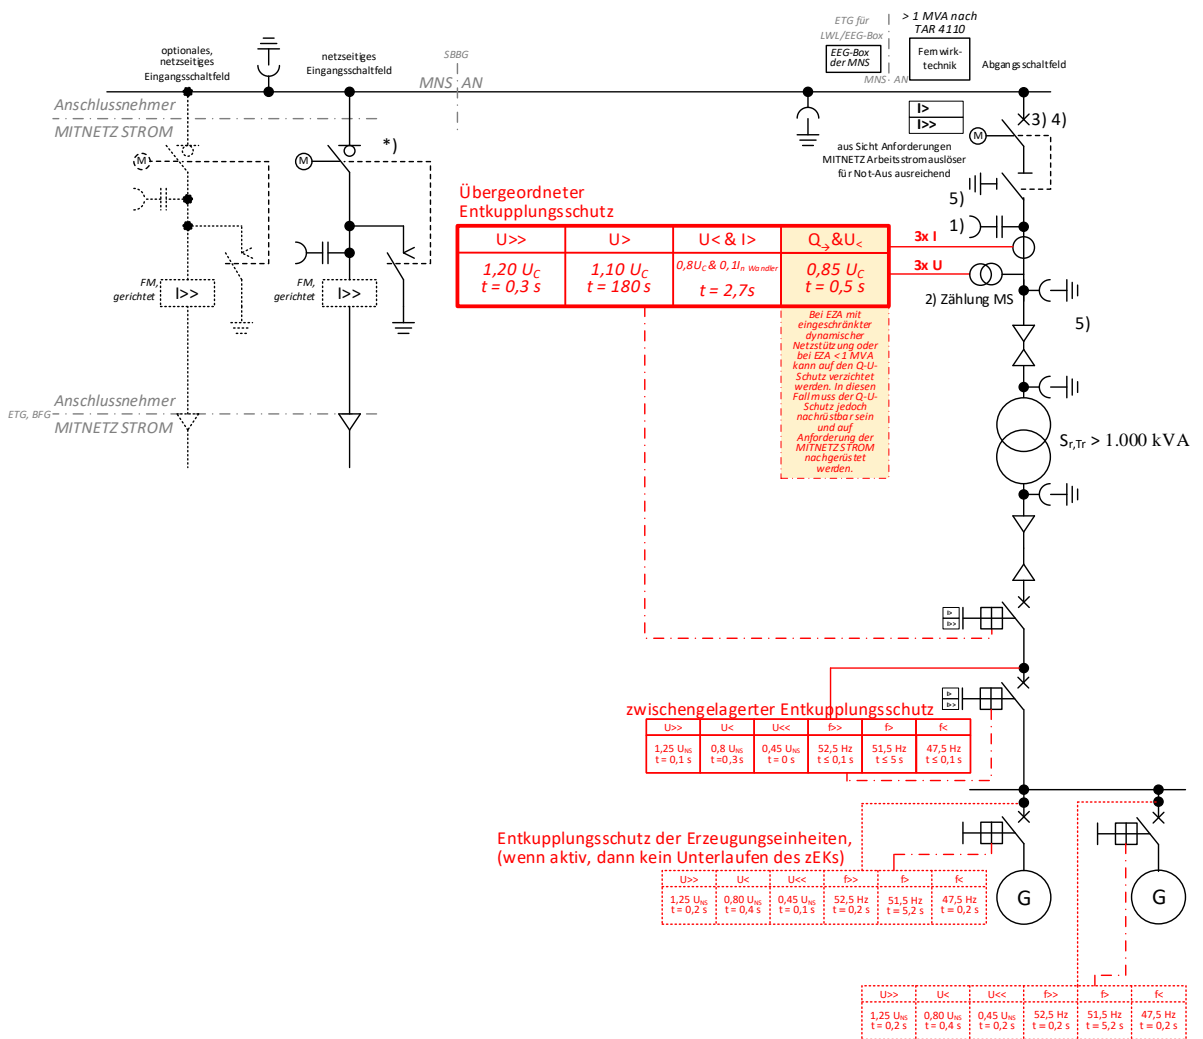 ETG für
LWL/EEG-Box
> 1 MVA nach
TAR 4110
EEG-Box
der MNS
Fernwirk-
technik
Abgangsschaltfeld
MNS
AN
optionales,
netzseitiges
Eingangsschaltfeld
netzseitiges
Eingangsschaltfeld
SBBG
MNS
AN
Anschlussnehmer
MITNETZ STROM
M
M
*)
I>
I>>
M
3) 4)
aus Sicht Anforderungen
MITNETZ Arbeitsstromauslöser
für Not-Aus ausreichend
5)
1)
Übergeordneter
Entkupplungsschutz
U>> U> U< & I> Q→&U<
1,20 UC 1,10 UC 0,8UC & 0,1In Wandler 0,85 UC
t = 0,3 s t = 180 s t = 2,7s t = 0,5 s
3x I
3x U
2) Zählung MS
5)
FM,
gerichtet
I>>
FM,
gerichtet
I>>
Bei EZA mit
eingeschränkter
dynamischer
Netzstützung oder
bei EZA < 1 MVA
kann auf den Q-U-
Schutz verzichtet
werden. In diesen
Fall muss der Q-U-
Schutz jedoch
nachrüstbar sein
und auf
Anforderung der
MITNETZ STROM
nachgerüstet
werden.
Anschlussnehmer
ETG, BFG
MITNETZ STROM
Sr,Tr > 1.000 kVA
I>
I>>
I>
I>>
zwischengelagerter Entkupplungsschutz
U>> U< U<< f>> f> f<
1,25 UNS 0,8 UNS 0,45 UNS 52,5 Hz 51,5 Hz 47,5 Hz
t = 0,1 s t =0,3 s t = 0 s t ≤ 0,1 s t ≤ 5 s t ≤ 0,1 s
Entkupplungsschutz der Erzeugungseinheiten,
(wenn aktiv, dann kein Unterlaufen des zEKs)
U>> U< U<< f>> f> f<
1,25 UNS 0,80 UNS 0,45 UNS 52,5 Hz 51,5 Hz 47,5 Hz
t = 0,2 s t = 0,4 s t = 0,1 s t = 0,2 s t = 5,2 s t = 0,2 s
G
G
U>> U< U<< f>> f> f<
1,25 UNS 0,80 UNS 0,45 UNS 52,5 Hz 51,5 Hz 47,5 Hz
t = 0,2 s t = 0,4 s t = 0,2 s t = 0,2 s t = 5,2 s t = 0,2 s